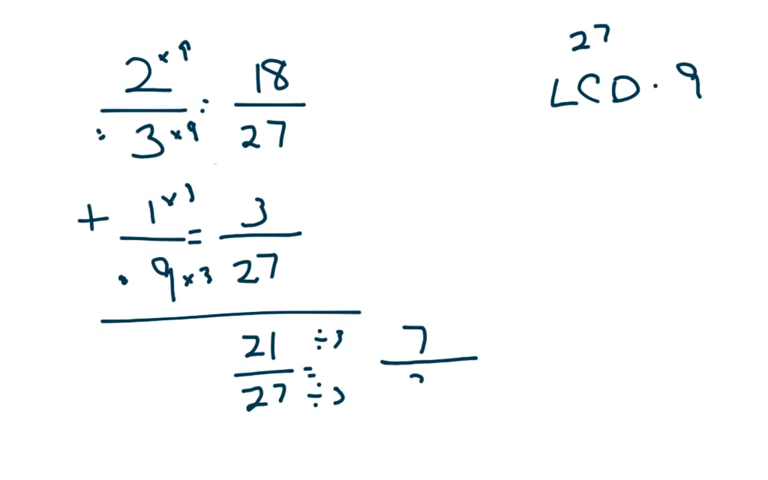 27
LCD · 9
2 ×9 : 18
÷ 3 ×9 27
+ 1 ×3 = 3
· 9 ×3 27
21 ÷3 = 7
27 ÷3